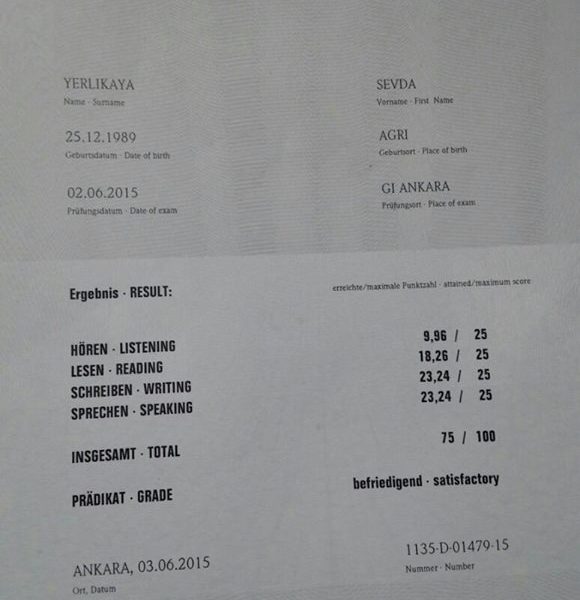 YERLIKAYA SEVDA
Name · Surname Vorname · First Name
25.12.1989 AGRI
Geburtsdatum · Date of birth Geburtsort · Place of birth
02.06.2015 GI ANKARA
Prüfungsdatum · Date of exam Prüfungsort · Place of exam
Ergebnis · RESULT: erreichte/maximale Punktzahl · attained/maximum score
HÖREN · LISTENING 9,96 / 25
LESEN · READING 18,26 / 25
SCHREIBEN · WRITING 23,24 / 25
SPRECHEN · SPEAKING 23,24 / 25
INSGESAMT · TOTAL 75 / 100
PRÄDIKAT · GRADE befriedigend · satisfactory
ANKARA, 03.06.2015 1135-D-01479-15
Ort, Datum Nummer · Number